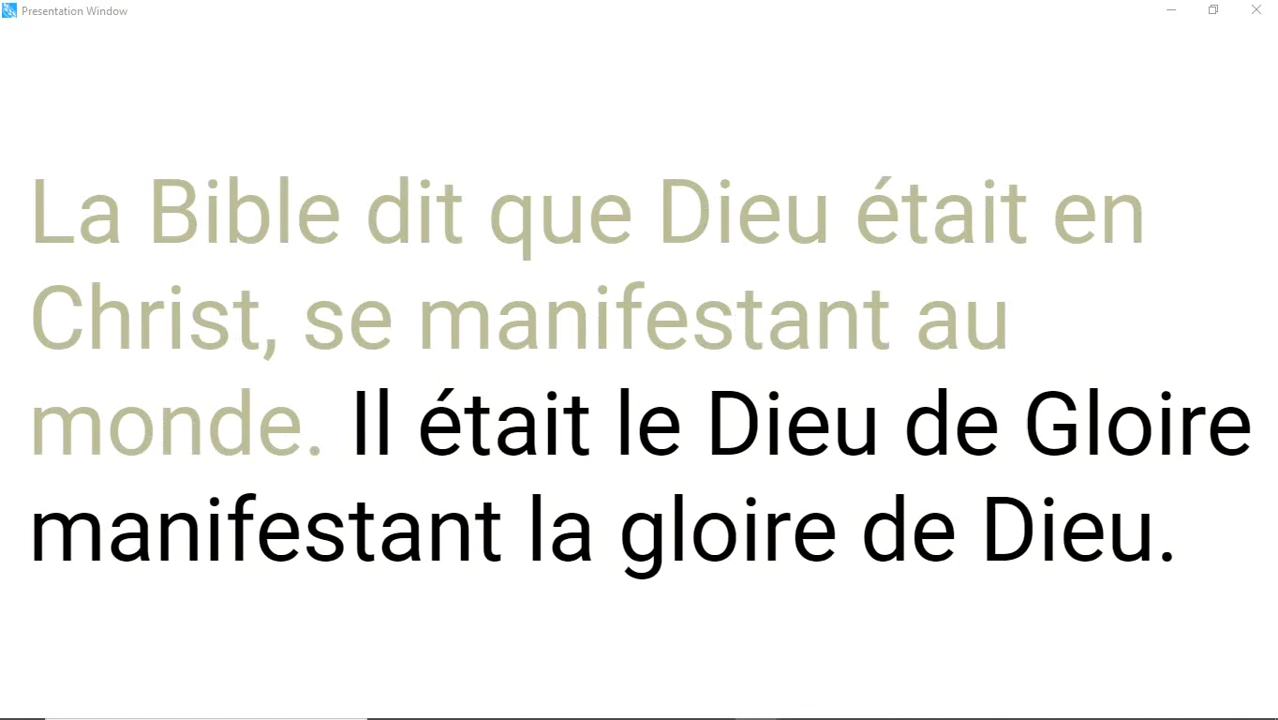 Presentation Window
La Bible dit que Dieu était en
Christ, se manifestant au
monde. Il était le Dieu de Gloire
manifestant la gloire de Dieu.